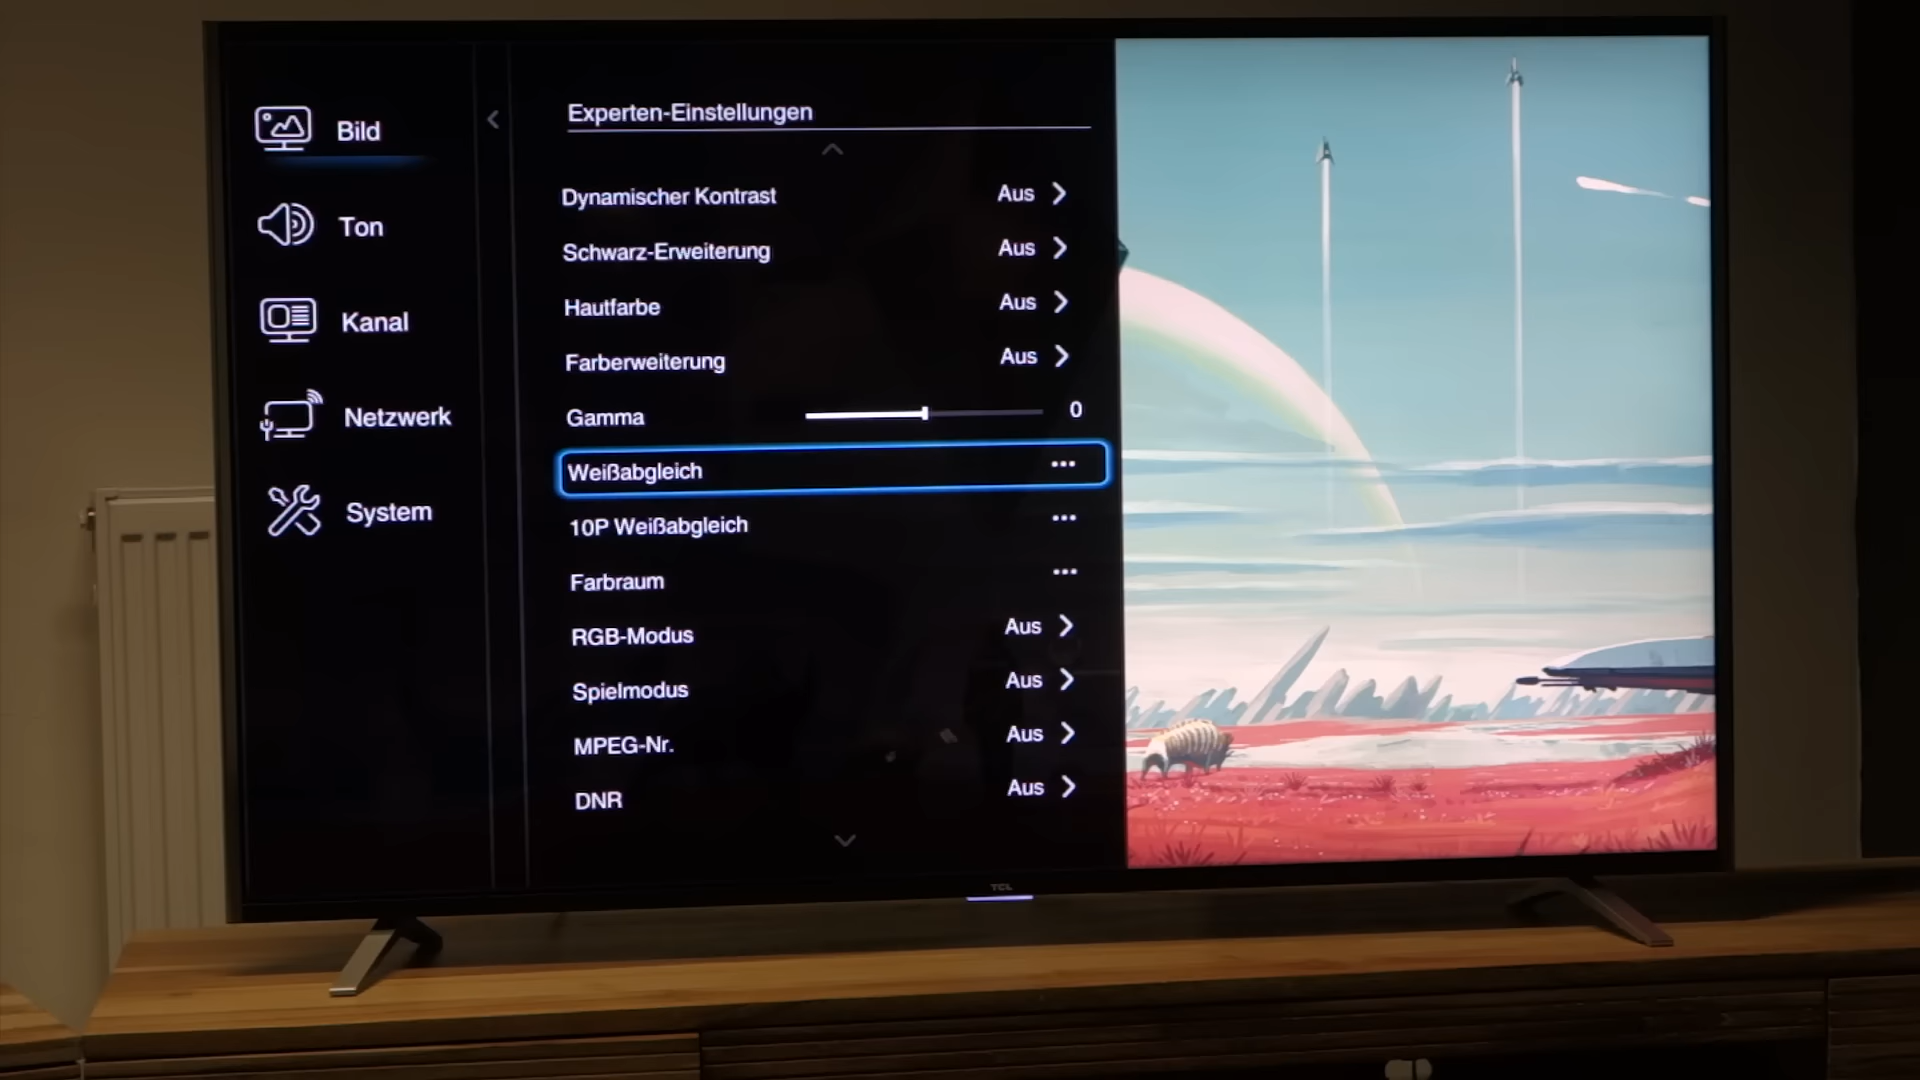 Bild
Ton
Kanal
Netzwerk
System
Experten-Einstellungen
Dynamischer Kontrast Aus
Schwarz-Erweiterung Aus
Hautfarbe Aus
Farberweiterung Aus
Gamma 0
Weißabgleich ...
10P Weißabgleich ...
Farbraum ...
RGB-Modus Aus
Spielmodus Aus
MPEG-Nr. Aus
DNR Aus
TCL